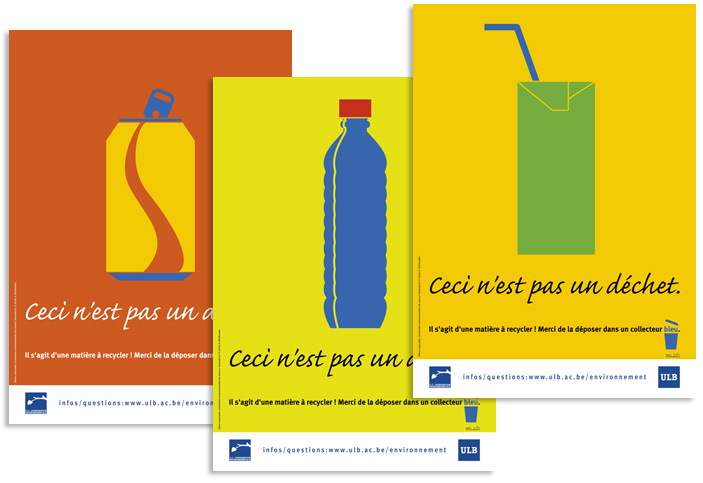 Ceci n'est pas un d
Il s'agit d'une matière à recycler ! Merci de la déposer dans
infos/questions:www.ulb.ac.be/environnem
Ceci n'est pas un d
Il s'agit d'une matière à recycler ! Merci de la déposer dans un collecteur bleu.
infos/questions:www.ulb.ac.be/environnement
ULB
Ceci n'est pas un déchet.
Il s'agit d'une matière à recycler ! Merci de la déposer dans un collecteur bleu.
infos/questions:www.ulb.ac.be/environnement
ULB